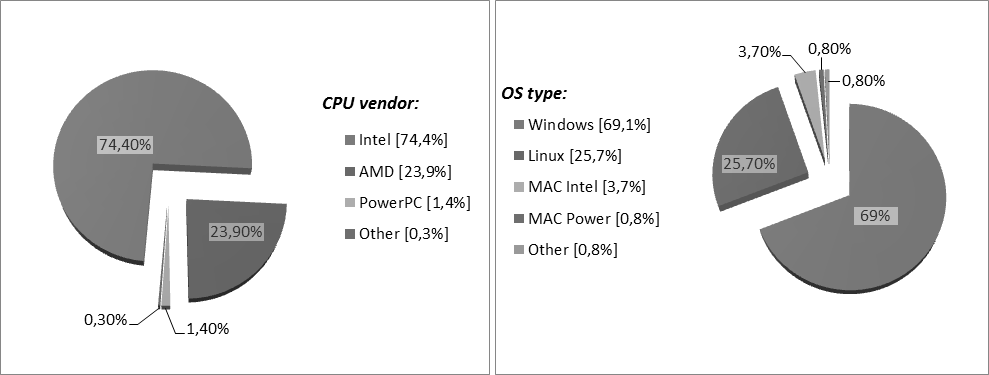 74,40%
23,90%
0,30%
1,40%
CPU vendor:
Intel [74,4%]
AMD [23,9%]
PowerPC [1,4%]
Other [0,3%]
OS type:
Windows [69,1%]
Linux [25,7%]
MAC Intel [3,7%]
MAC Power [0,8%]
Other [0,8%]
3,70%
0,80%
0,80%
25,70%
69%